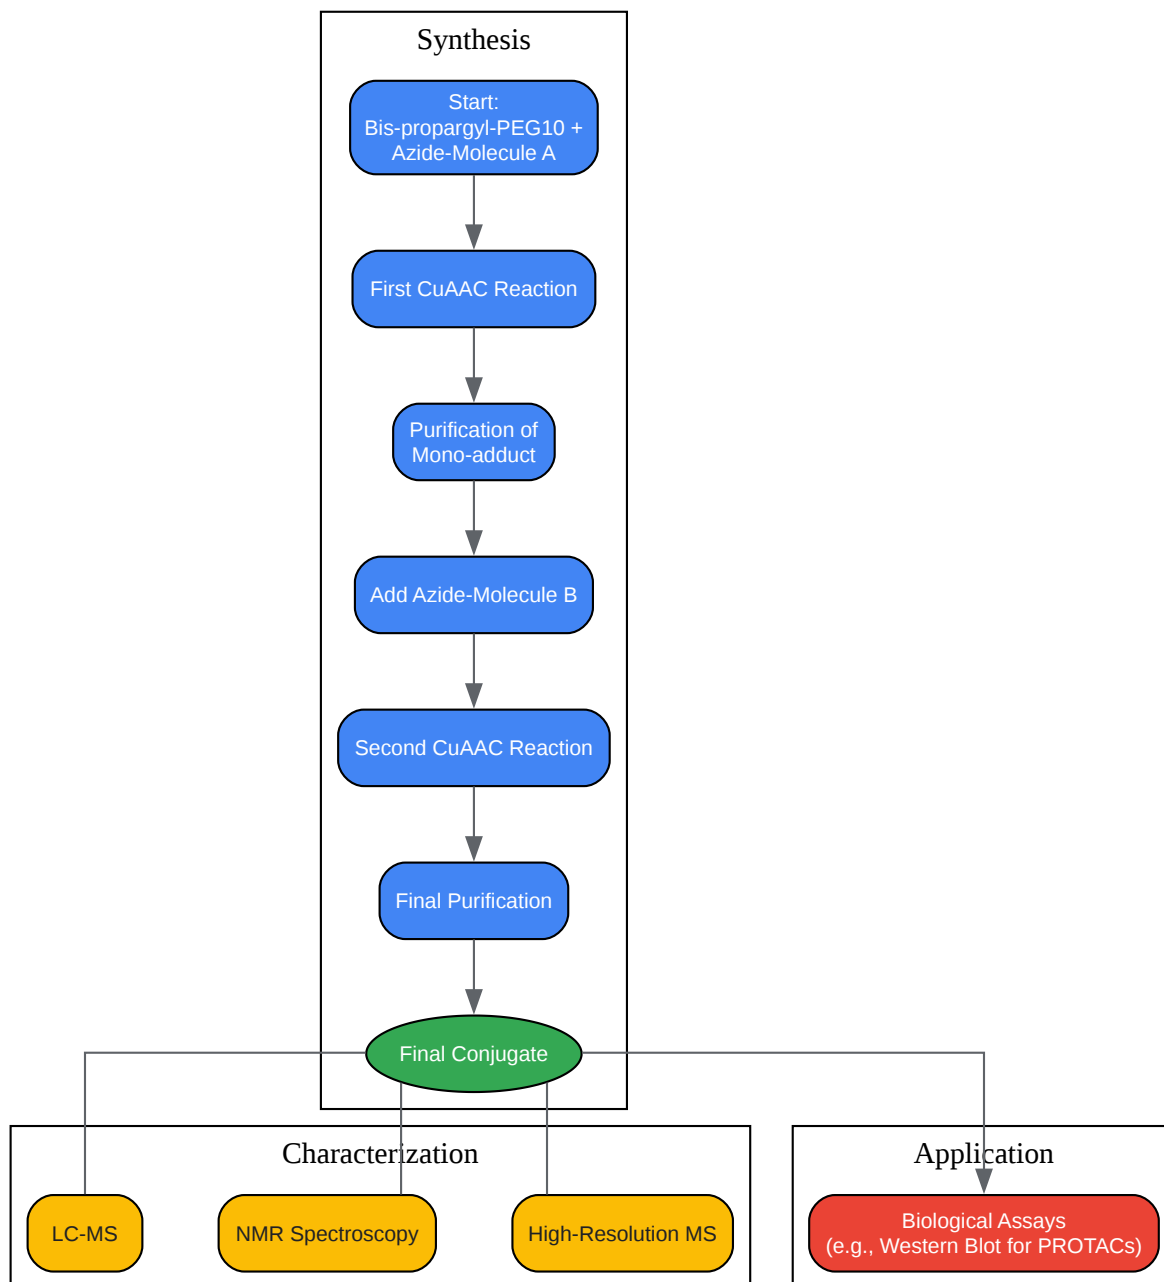 Synthesis
Start:
Bis-propargyl-PEG10 +
Azide-Molecule A
First CuAAC Reaction
Purification of
Mono-adduct
Add Azide-Molecule B
Second CuAAC Reaction
Final Purification
Final Conjugate
Characterization
LC-MS
NMR Spectroscopy
High-Resolution MS
Application
Biological Assays
(e.g., Western Blot for PROTACs)